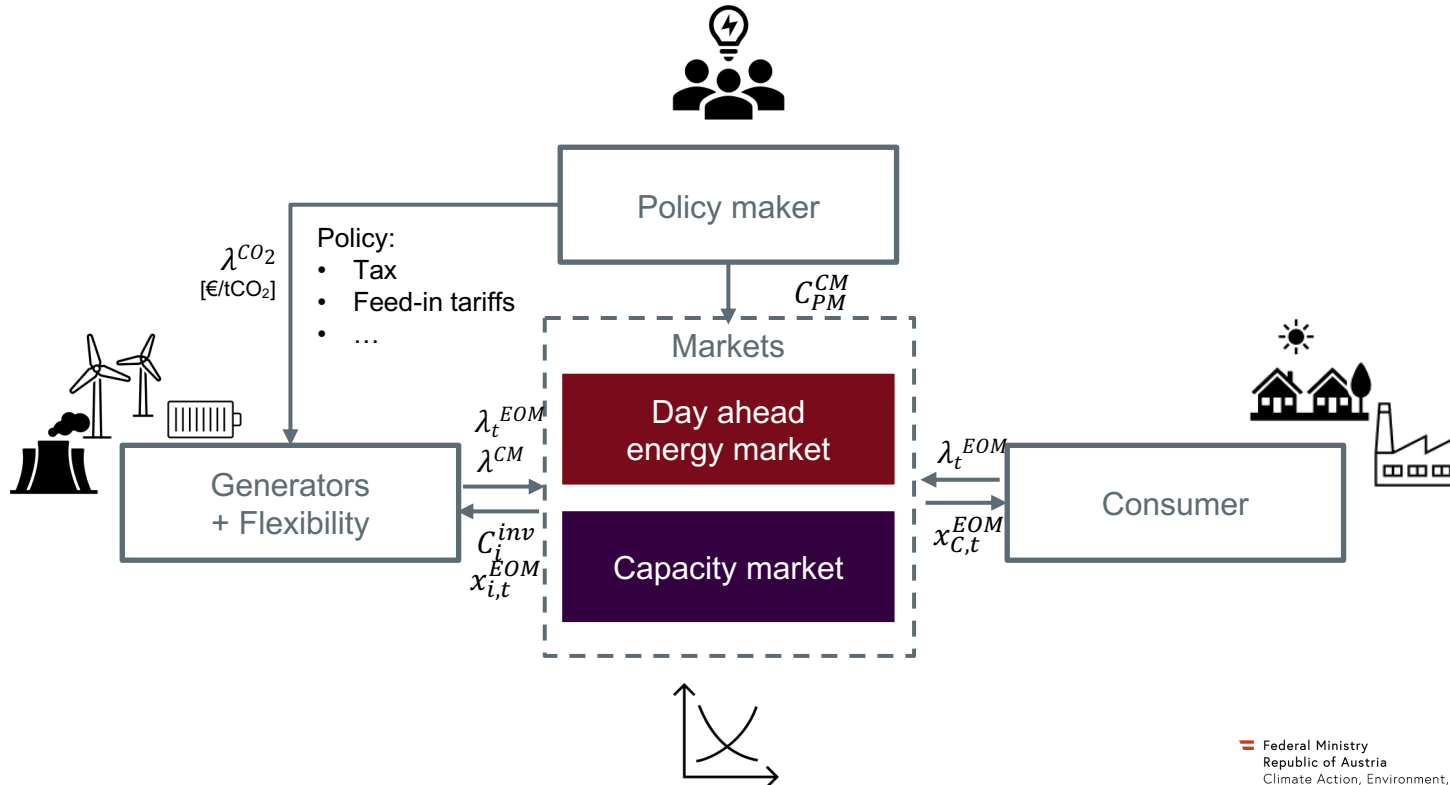 Policy maker
λ^{CO_2}
[€/tCO₂]
Policy:
• Tax
• Feed-in tariffs
• …
C_{PM}^{CM}
Markets
Day ahead
energy market
Capacity market
λ_t^{EOM}
λ^{CM}
C_i^{inv}
x_{i,t}^{EOM}
Generators
+ Flexibility
λ_t^{EOM}
x_{C,t}^{EOM}
Consumer
Federal Ministry
Republic of Austria
Climate Action, Environment,